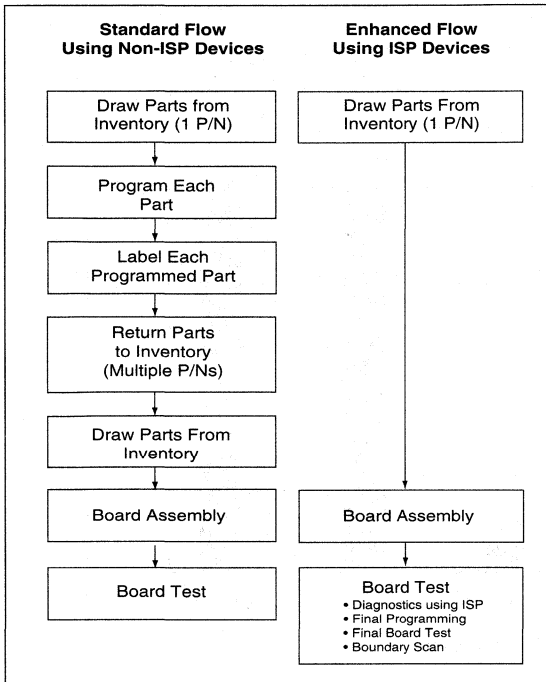 Standard Flow
Using Non-ISP Devices
Draw Parts from
Inventory (1 P/N)
Program Each
Part
Label Each
Programmed Part
Return Parts
to Inventory
(Multiple P/Ns)
Draw Parts From
Inventory
Board Assembly
Board Test
Enhanced Flow
Using ISP Devices
Draw Parts From
Inventory (1 P/N)
Board Assembly
Board Test
• Diagnostics using ISP
• Final Programming
• Final Board Test
• Boundary Scan